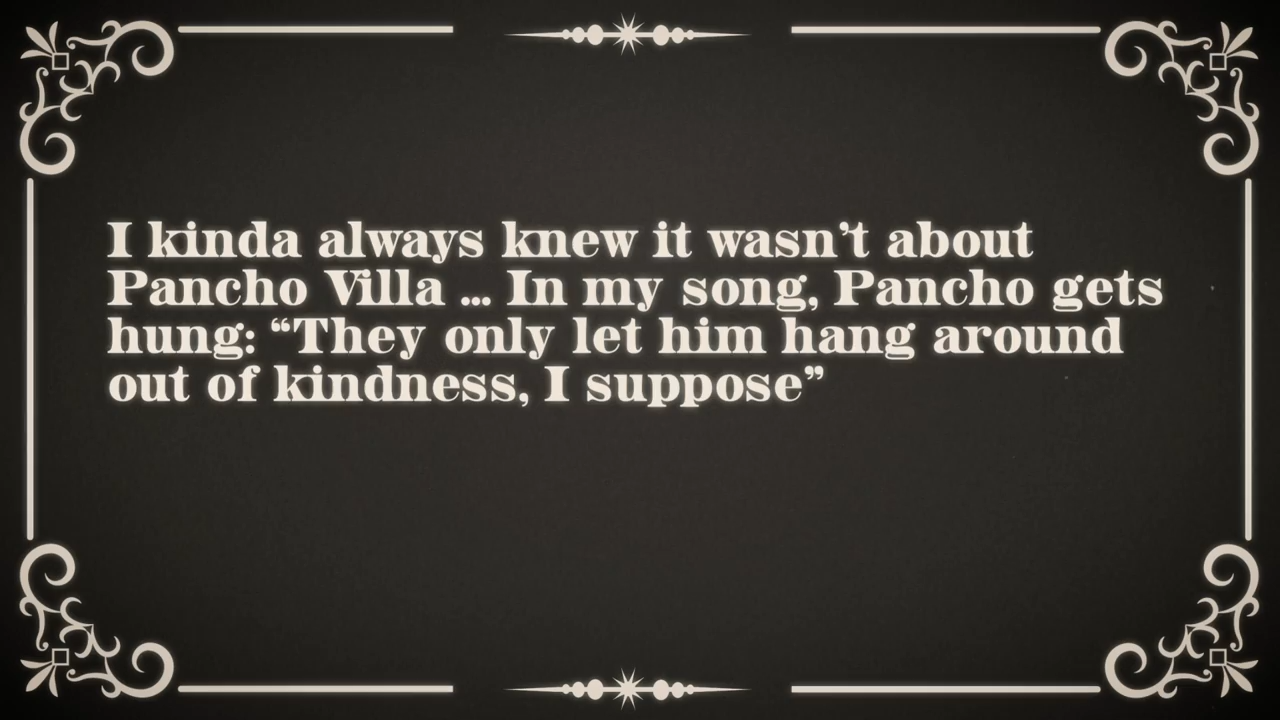 I kinda always knew it wasn’t about
Pancho Villa ... In my song, Pancho gets
hung: “They only let him hang around
out of kindness, I suppose”